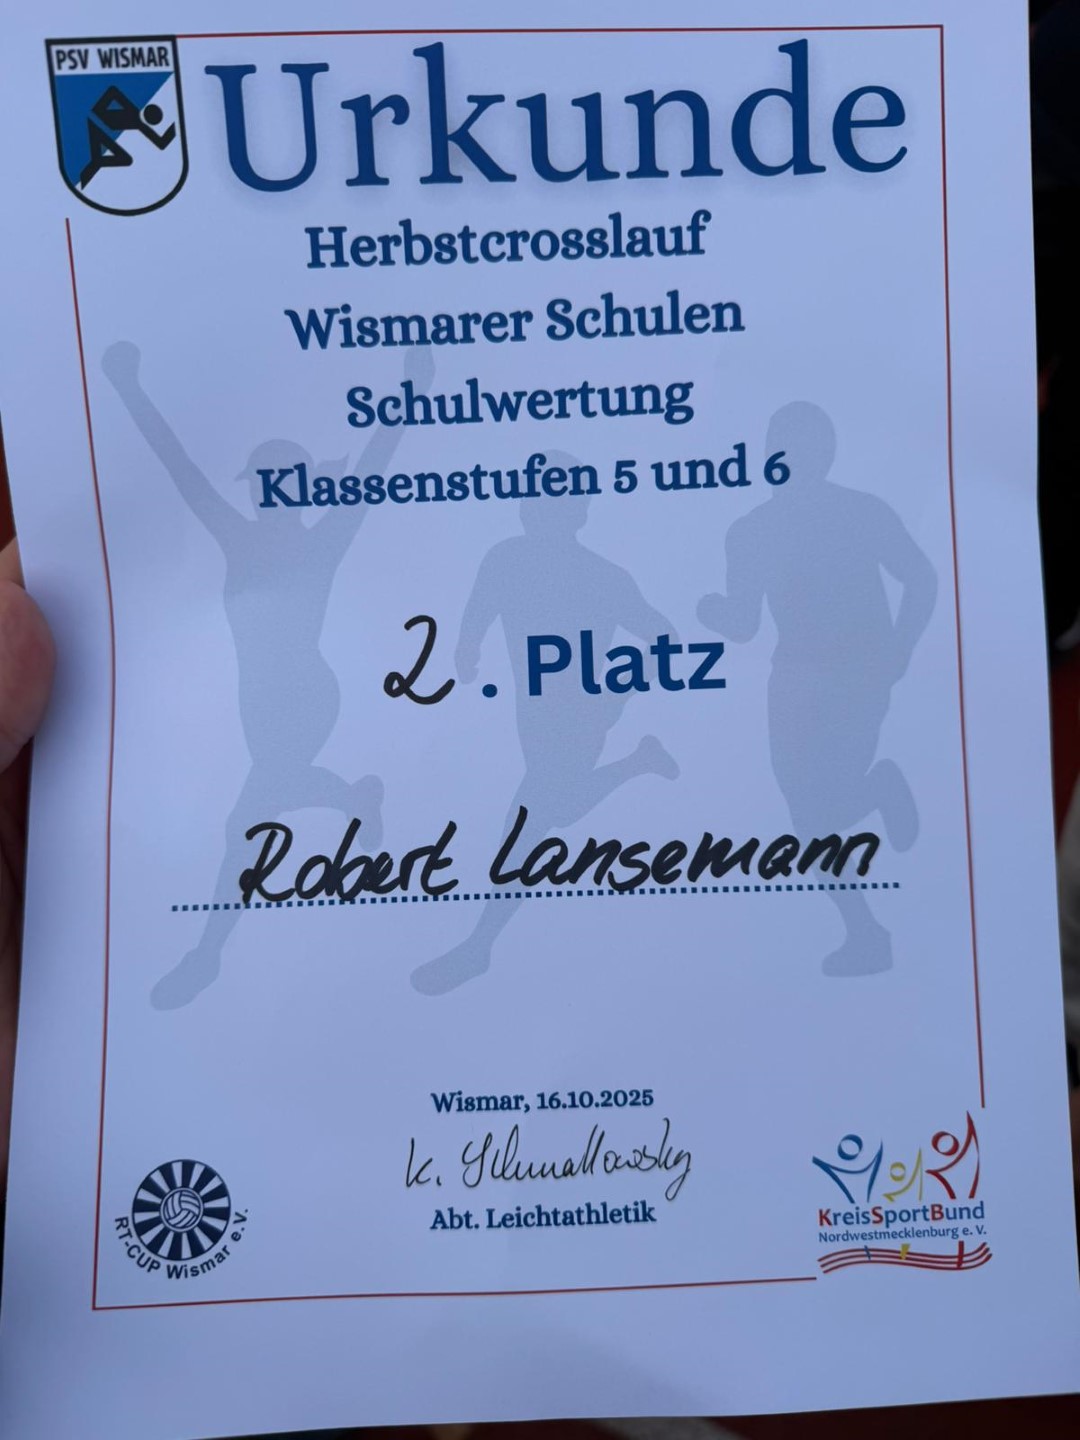 PSV WISMAR
Urkunde
Herbstcrosslauf
Wismarer Schulen
Schulwertung
Klassenstufen 5 und 6
2. Platz
Robert Lansemann
Wismar, 16.10.2025
K. Schmallowsky
Abt. Leichtathletik
RT-CUP Wismar e.V.
KreisSportBund
Nordwestmecklenburg e. V.